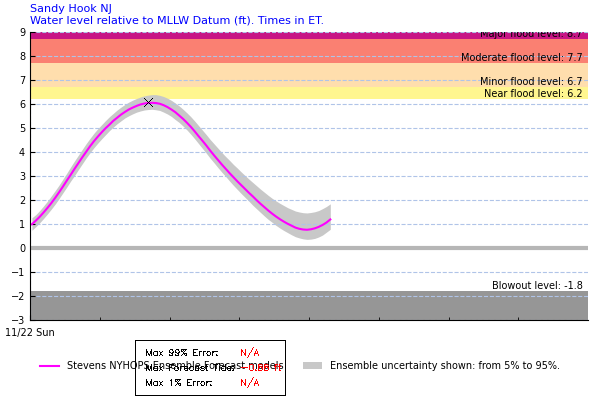 Sandy Hook NJ
Water level relative to MLLW Datum (ft). Times in ET.
9
Major flood level: 8.7
8
Moderate flood level: 7.7
7
Minor flood level: 6.7
Near flood level: 6.2
6
5
4
3
2
1
0
−1
Blowout level: -1.8
−2
−3
11/22 Sun
Max 99% Error: N/A
Stevens NYHOPS Ensemble Forecast models
Max Forecast Tide:
Ensemble uncertainty shown: from 5% to 95%.
Max 1% Error: N/A